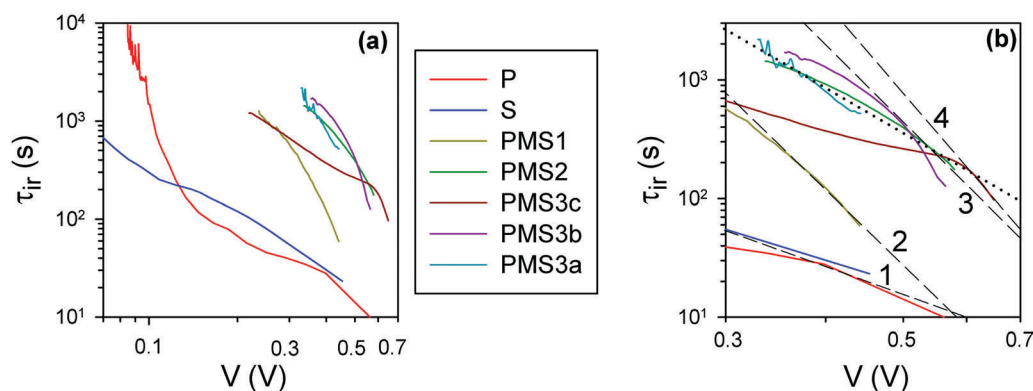 10⁴
10³
10²
10¹
τir (s)
(a)
0.1
0.3
0.5
0.7
V (V)
P
S
PMS1
PMS2
PMS3c
PMS3b
PMS3a
10³
10²
10¹
τir (s)
(b)
4
3
2
1
0.3
0.5
0.7
V (V)